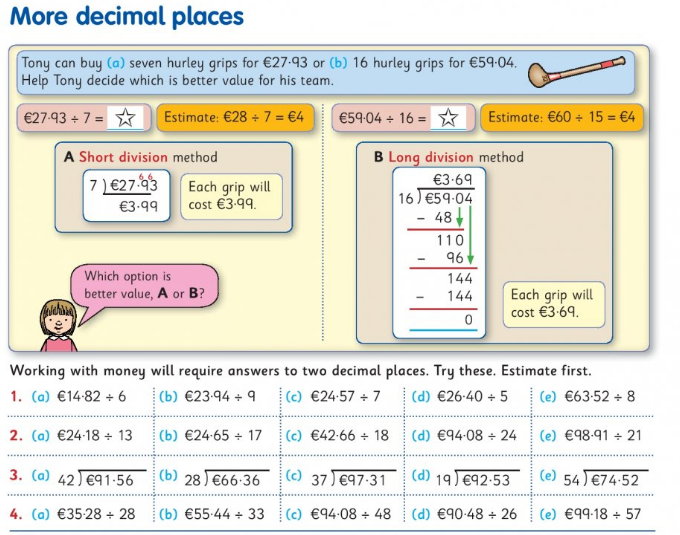 More decimal places
Tony can buy (a) seven hurley grips for €27·93 or (b) 16 hurley grips for €59·04.
Help Tony decide which is better value for his team.
€27·93 ÷ 7 = ☆ Estimate: €28 ÷ 7 = €4 €59·04 ÷ 16 = ☆ Estimate: €60 ÷ 15 = €4
A Short division method
6 6
7 ) €27·93
€3·99
Each grip will
cost €3·99.
Which option is
better value, A or B?
B Long division method
€3·69
16 ) €59·04
– 48
110
– 96
144
– 144
0
Each grip will
cost €3·69.
Working with money will require answers to two decimal places. Try these. Estimate first.
1. (a) €14·82 ÷ 6 (b) €23·94 ÷ 9 (c) €24·57 ÷ 7 (d) €26·40 ÷ 5 (e) €63·52 ÷ 8
2. (a) €24·18 ÷ 13 (b) €24·65 ÷ 17 (c) €42·66 ÷ 18 (d) €94·08 ÷ 24 (e) €98·91 ÷ 21
3. (a) 42 ) €91·56 (b) 28 ) €66·36 (c) 37 ) €97·31 (d) 19 ) €92·53 (e) 54 ) €74·52
4. (a) €35·28 ÷ 28 (b) €55·44 ÷ 33 (c) €94·08 ÷ 48 (d) €90·48 ÷ 26 (e) €99·18 ÷ 57